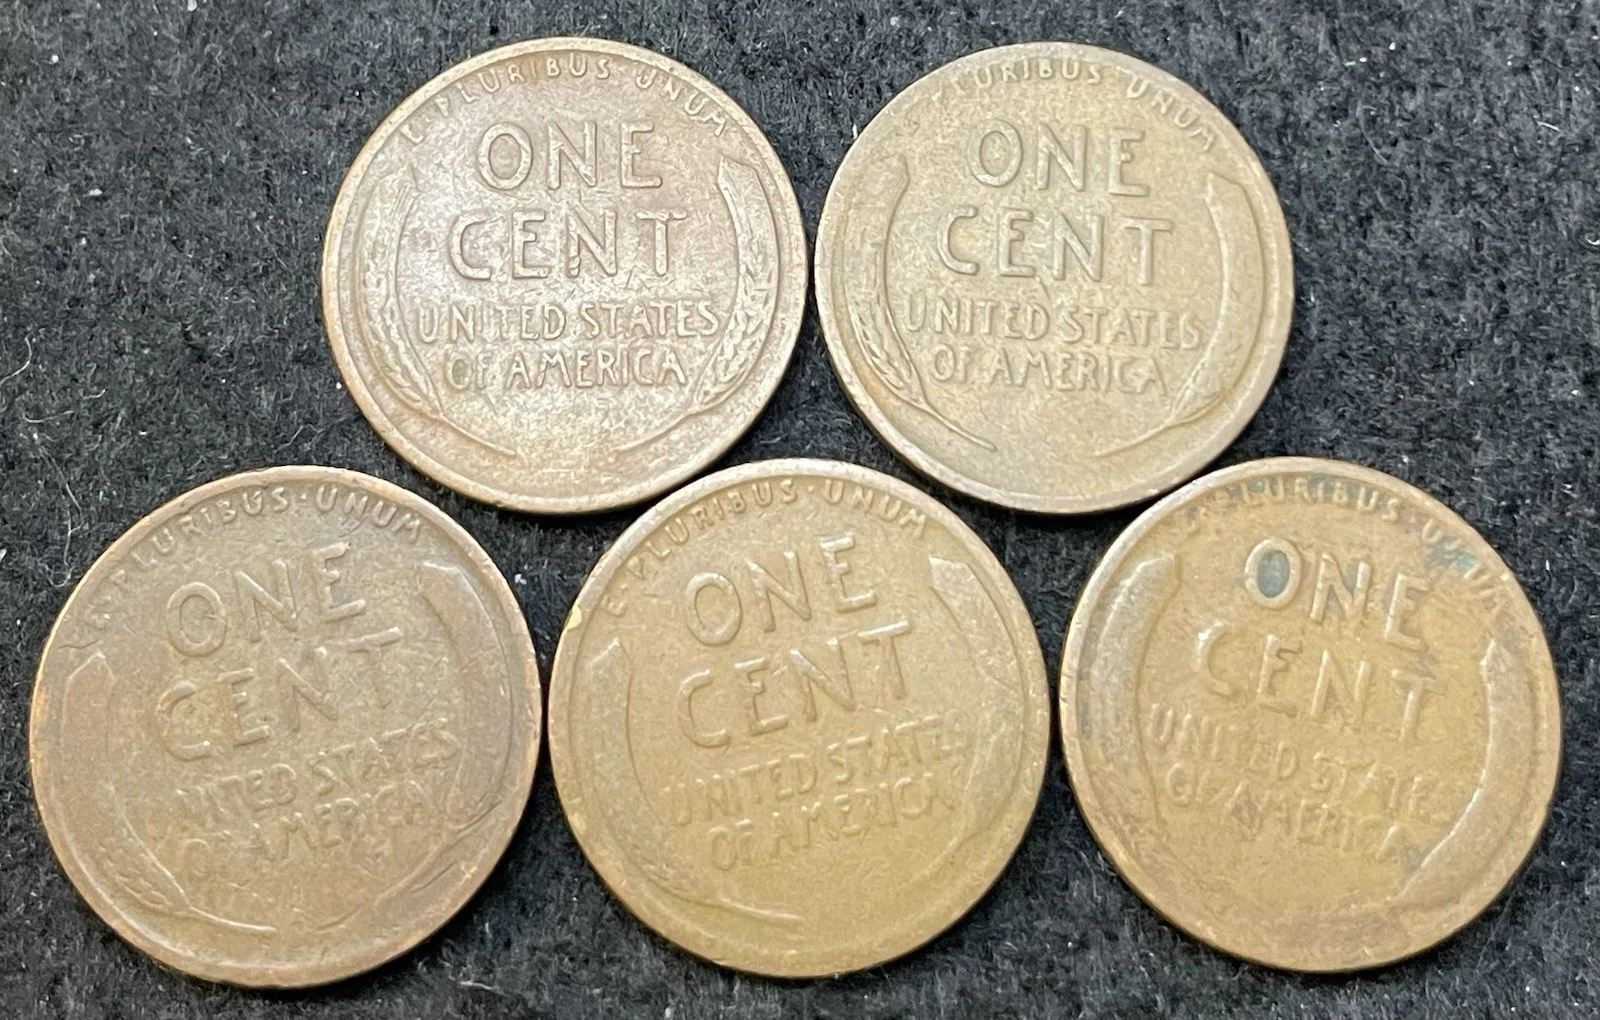 E · PLURIBUS · UNUM
ONE
CENT
UNITED STATES
OF AMERICA
PLURIBUS · UNUM
ONE
CENT
UNITED STATES
OF AMERICA
E · PLURIBUS · UNUM
ONE
CENT
UNITED STATES
OF AMERICA
E · PLURIBUS · UNUM
ONE
CENT
UNITED STATES
OF AMERICA
PLURIBUS · UNUM
ONE
CENT
UNITED STATES
OF AMERICA